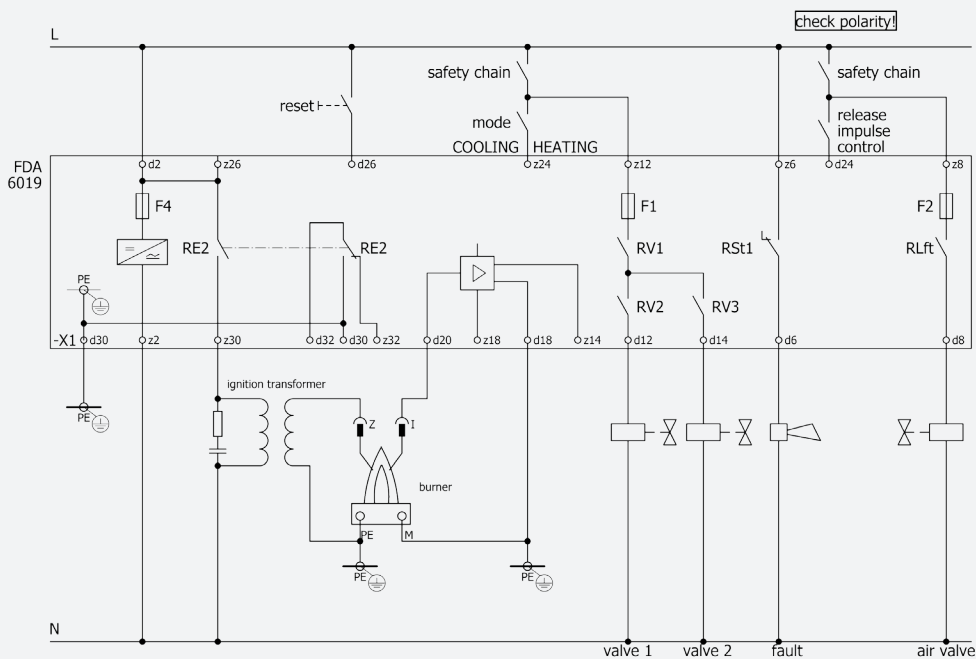 check polarity!
L
safety chain
safety chain
reset
mode
release
impulse
control
COOLING HEATING
FDA
6019
d2
z26
d26
z24
z12
z6
d24
z8
F4
F1
F2
=
~
RE2
RE2
RV1
RSt1
RLft
PE
RV2
RV3
-X1
d30
z2
z30
d32
d30
z32
d20
z18
d18
z14
d12
d14
d6
d8
ignition transformer
PE
Z
I
burner
PE
M
PE
PE
N
valve 1
valve 2
fault
air valve